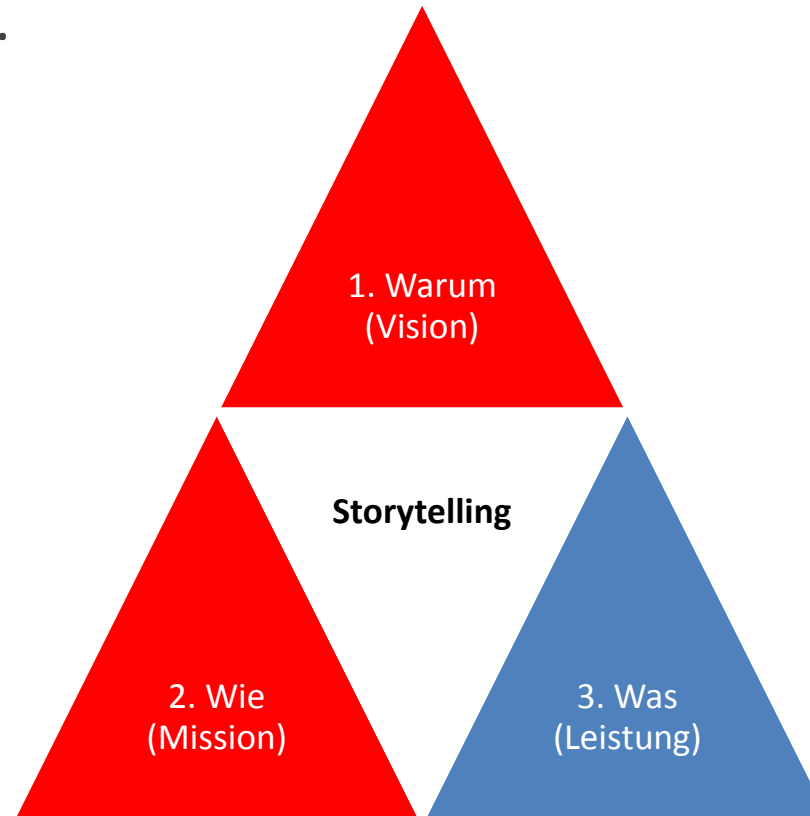 1. Warum
(Vision)
Storytelling
2. Wie
(Mission)
3. Was
(Leistung)